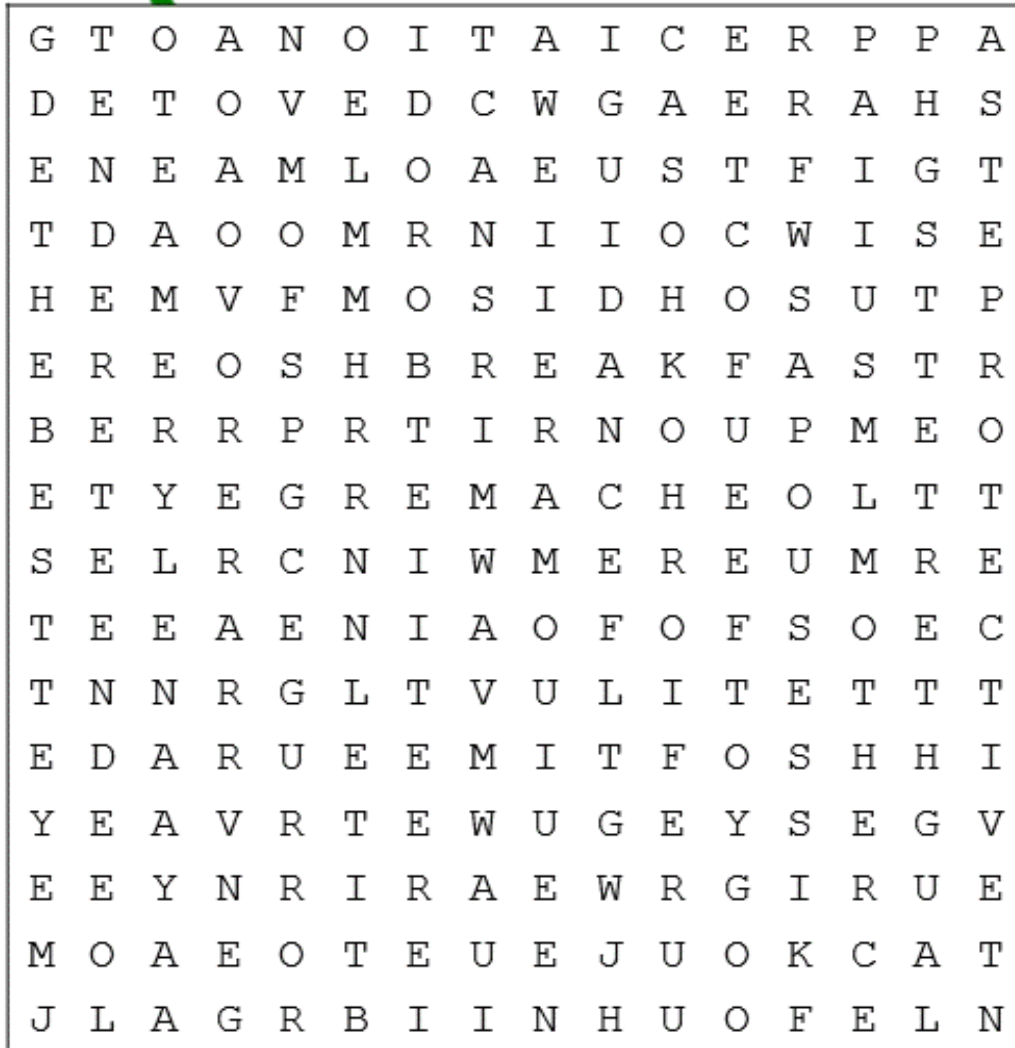 G T O A N O I T A I C E R P P A
D E T O V E D C W G A E R A H S
E N E A M L O A E U S T F I G T
T D A O O M R N I I O C W I S E
H E M V F M O S I D H O S U T P
E R E O S H B R E A K F A S T R
B E R R P R T I R N O U P M E O
E T Y E G R E M A C H E O L T T
S E L R C N I W M E R E U M R E
T E E A E N I A O F O F S O E C
T N N R G L T V U L I T E T T T
E D A R U E E M I T F O S H H I
Y E A V R T E W U G E Y S E G V
E E Y N R I R A E W R G I R U E
M O A E O T E U E J U O K C A T
J L A G R B I I N H U O F E L N